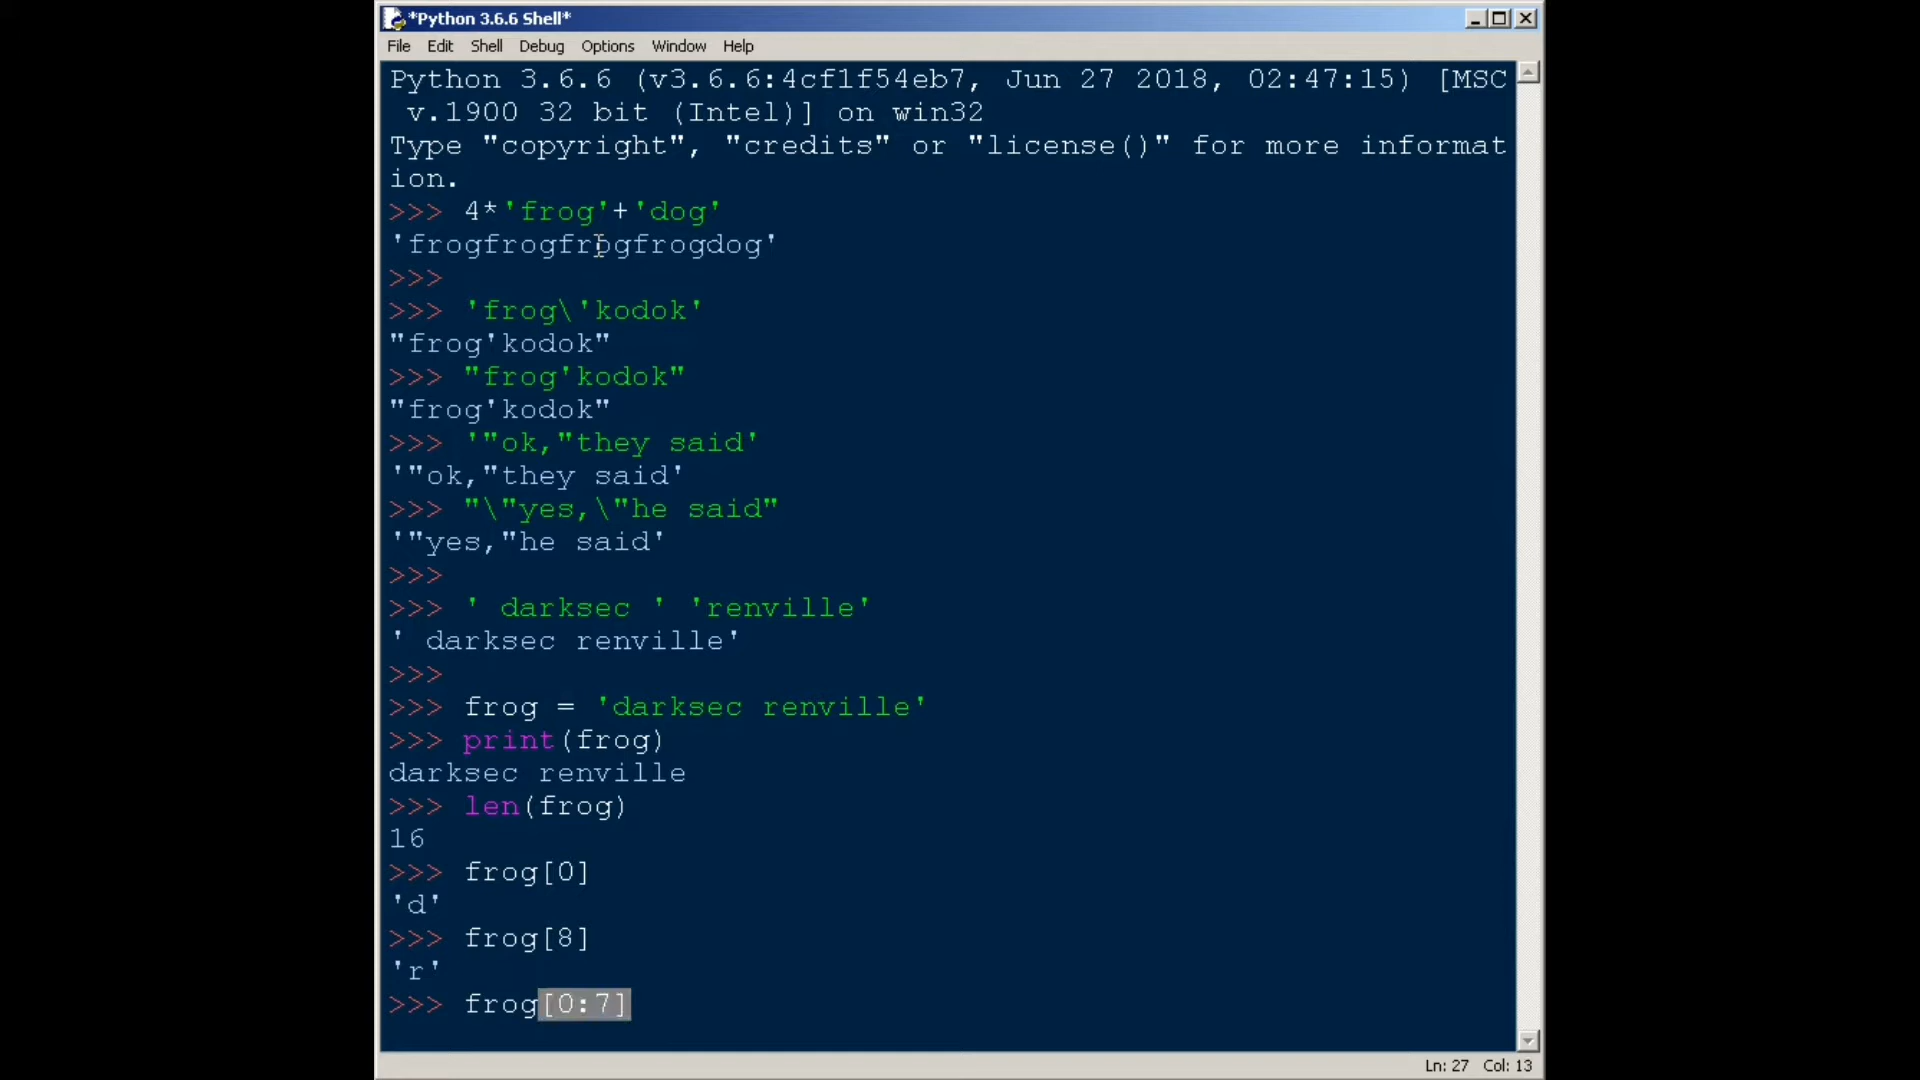 *Python 3.6.6 Shell*
File Edit Shell Debug Options Window Help
Python 3.6.6 (v3.6.6:4cf1f54eb7, Jun 27 2018, 02:47:15) [MSC
 v.1900 32 bit (Intel)] on win32
Type "copyright", "credits" or "license()" for more informat
ion.
>>> 4*'frog'+'dog'
'frogfrogfrogfrogdog'
>>>
>>> 'frog\'kodok'
"frog'kodok"
>>> "frog'kodok"
"frog'kodok"
>>> '"ok,"they said'
'"ok,"they said'
>>> "\"yes,\"he said"
'"yes,"he said'
>>>
>>> ' darksec ' 'renville'
' darksec renville'
>>>
>>> frog = 'darksec renville'
>>> print(frog)
darksec renville
>>> len(frog)
16
>>> frog[0]
'd'
>>> frog[8]
'r'
>>> frog[0:7]
Ln: 27 Col: 13